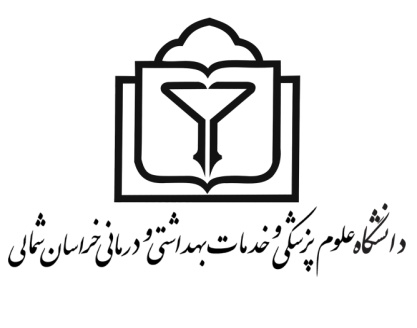 دانشگاه علوم پزشکی و خدمات بهداشتی و درمانی خراسان شمالی